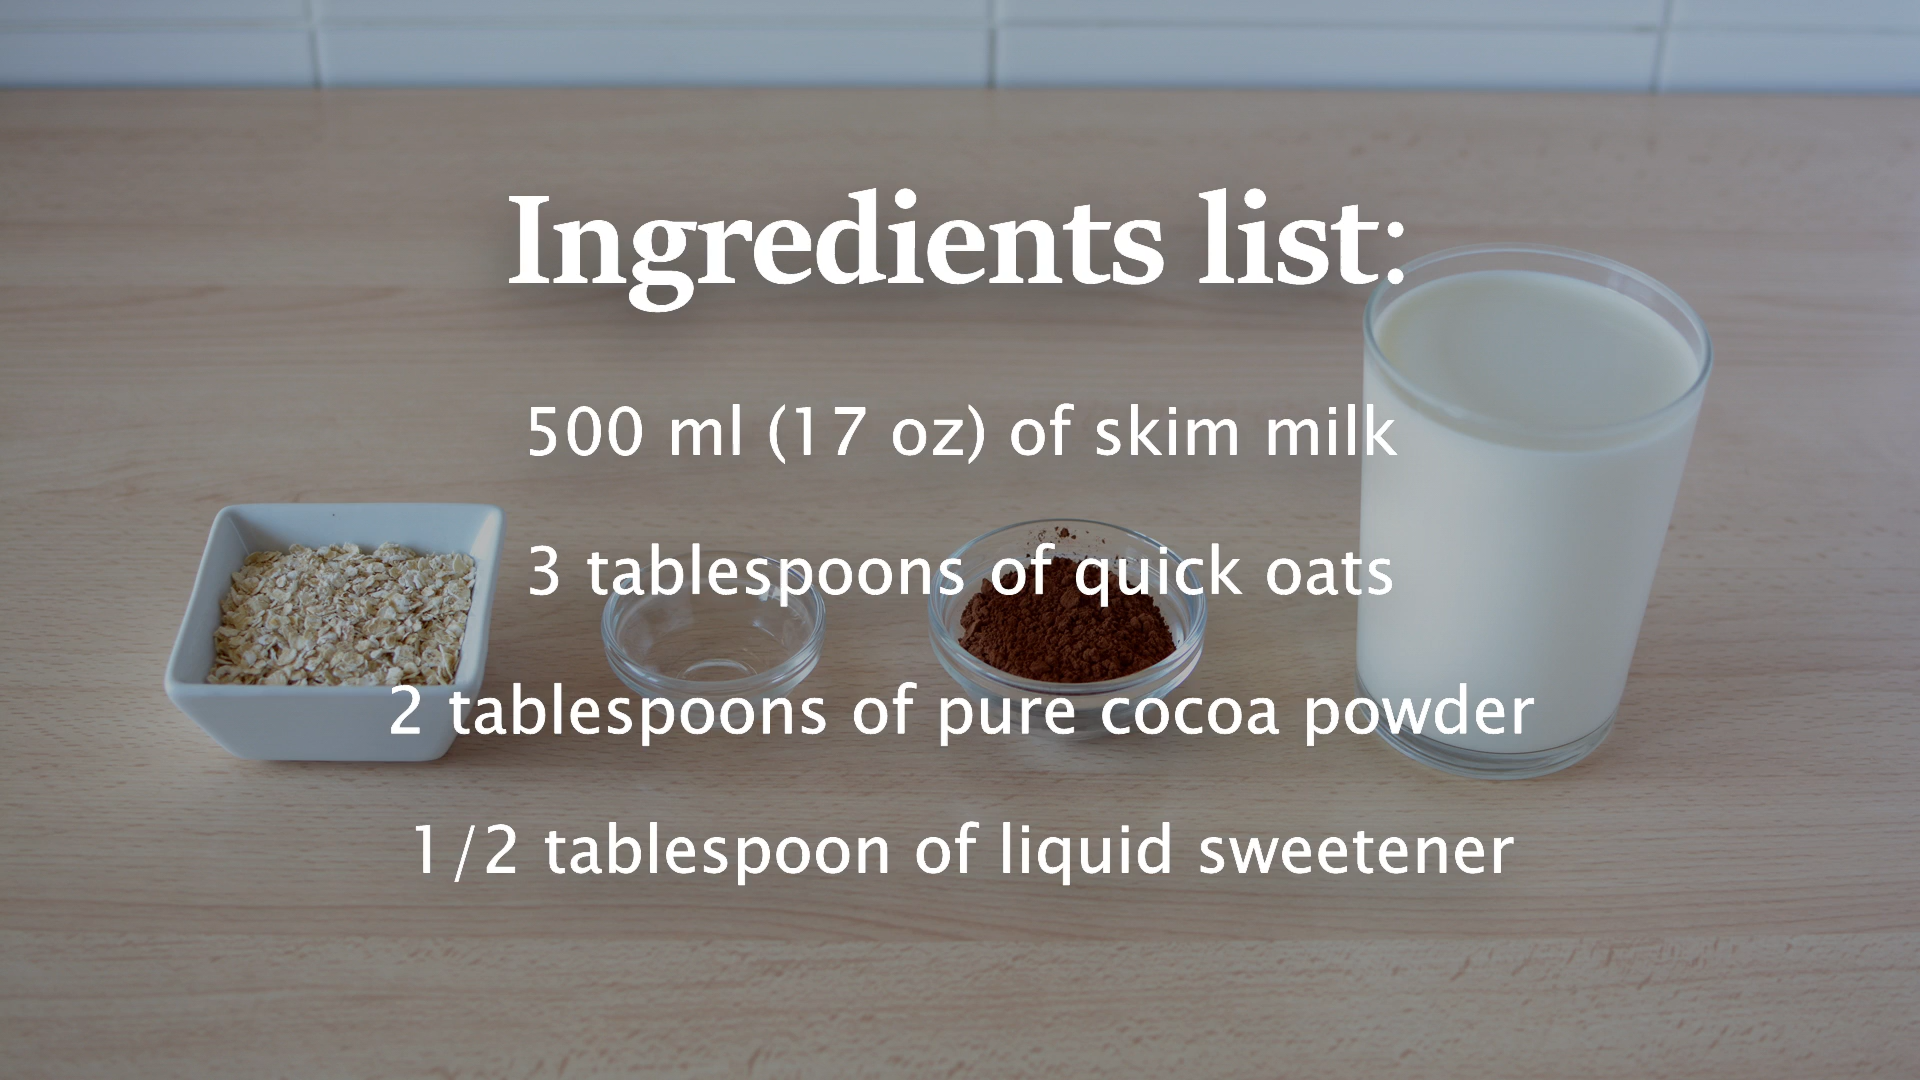 Ingredients list:
500 ml (17 oz) of skim milk
3 tablespoons of quick oats
2 tablespoons of pure cocoa powder
1/2 tablespoon of liquid sweetener